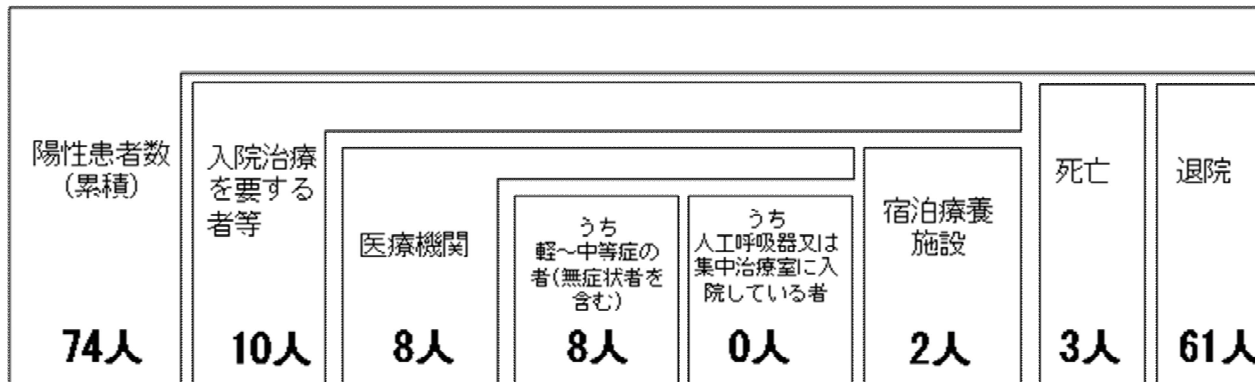 陽性患者数
(累積)
74人
入院治療
を要する
者等
10人
医療機関
8人
うち
軽～中等症の
者(無症状者を
含む)
8人
うち
人工呼吸器又は
集中治療室に入
院している者
0人
宿泊療養
施設
2人
死亡
3人
退院
61人